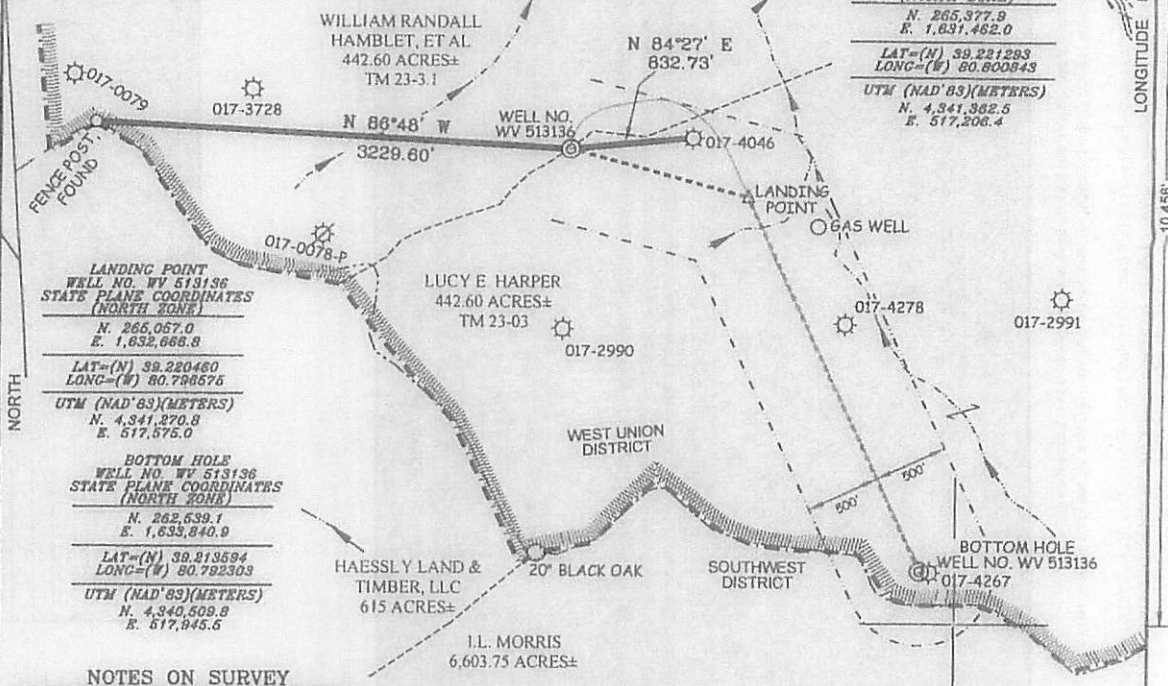 WILLIAM RANDALL
HAMBLET, ET AL
442.60 ACRES±
TM 23-3.1
N 84°27' E
832.73'
N. 265,377.9
E. 1,631,462.0
LAT=(N) 39.221293
LONG=(W) 80.800843
UTM (NAD'83)(METERS)
N. 4,341,362.5
E. 517,206.4
LONGITUDE
017-0079
017-3728
N 86°48' W
3229.60'
WELL NO.
WV 513136
017-4046
FENCE POST
FOUND
LANDING
POINT
GAS WELL
10,456'
017-0078-P
LANDING POINT
WELL NO. WV 513136
STATE PLANE COORDINATES
(NORTH ZONE)
N. 265,057.0
E. 1,632,666.8
LAT=(N) 39.220460
LONG=(W) 80.796575
UTM (NAD'83)(METERS)
N. 4,341,270.8
E. 517,575.0
NORTH
LUCY E. HARPER
442.60 ACRES±
TM 23-03
017-2990
017-4278
017-2991
WEST UNION
DISTRICT
BOTTOM HOLE
WELL NO. WV 513136
STATE PLANE COORDINATES
(NORTH ZONE)
N. 262,539.1
E. 1,633,840.9
LAT=(N) 39.213594
LONG=(W) 80.792303
UTM (NAD'83)(METERS)
N. 4,340,509.8
E. 517,945.5
500'
500'
HAESSLY LAND &
TIMBER, LLC
615 ACRES±
20" BLACK OAK
SOUTHWEST
DISTRICT
BOTTOM HOLE
WELL NO. WV 513136
017-4267
I.L. MORRIS
6,603.75 ACRES±
NOTES ON SURVEY